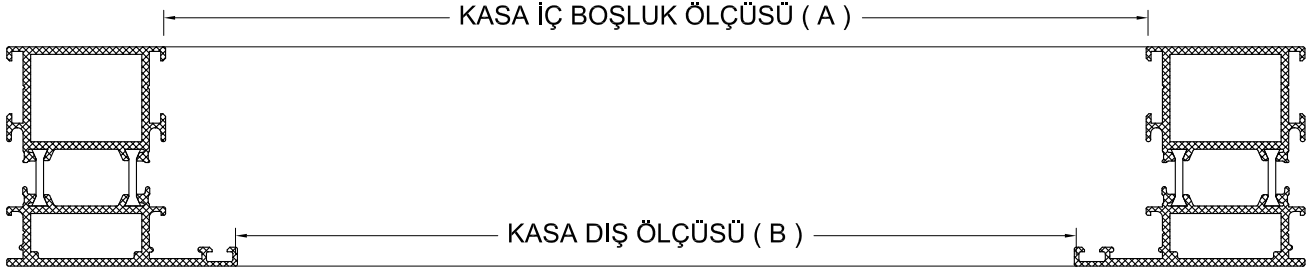 KASA İÇ BOŞLUK ÖLÇÜSÜ ( A )
KASA DIŞ ÖLÇÜSÜ ( B )